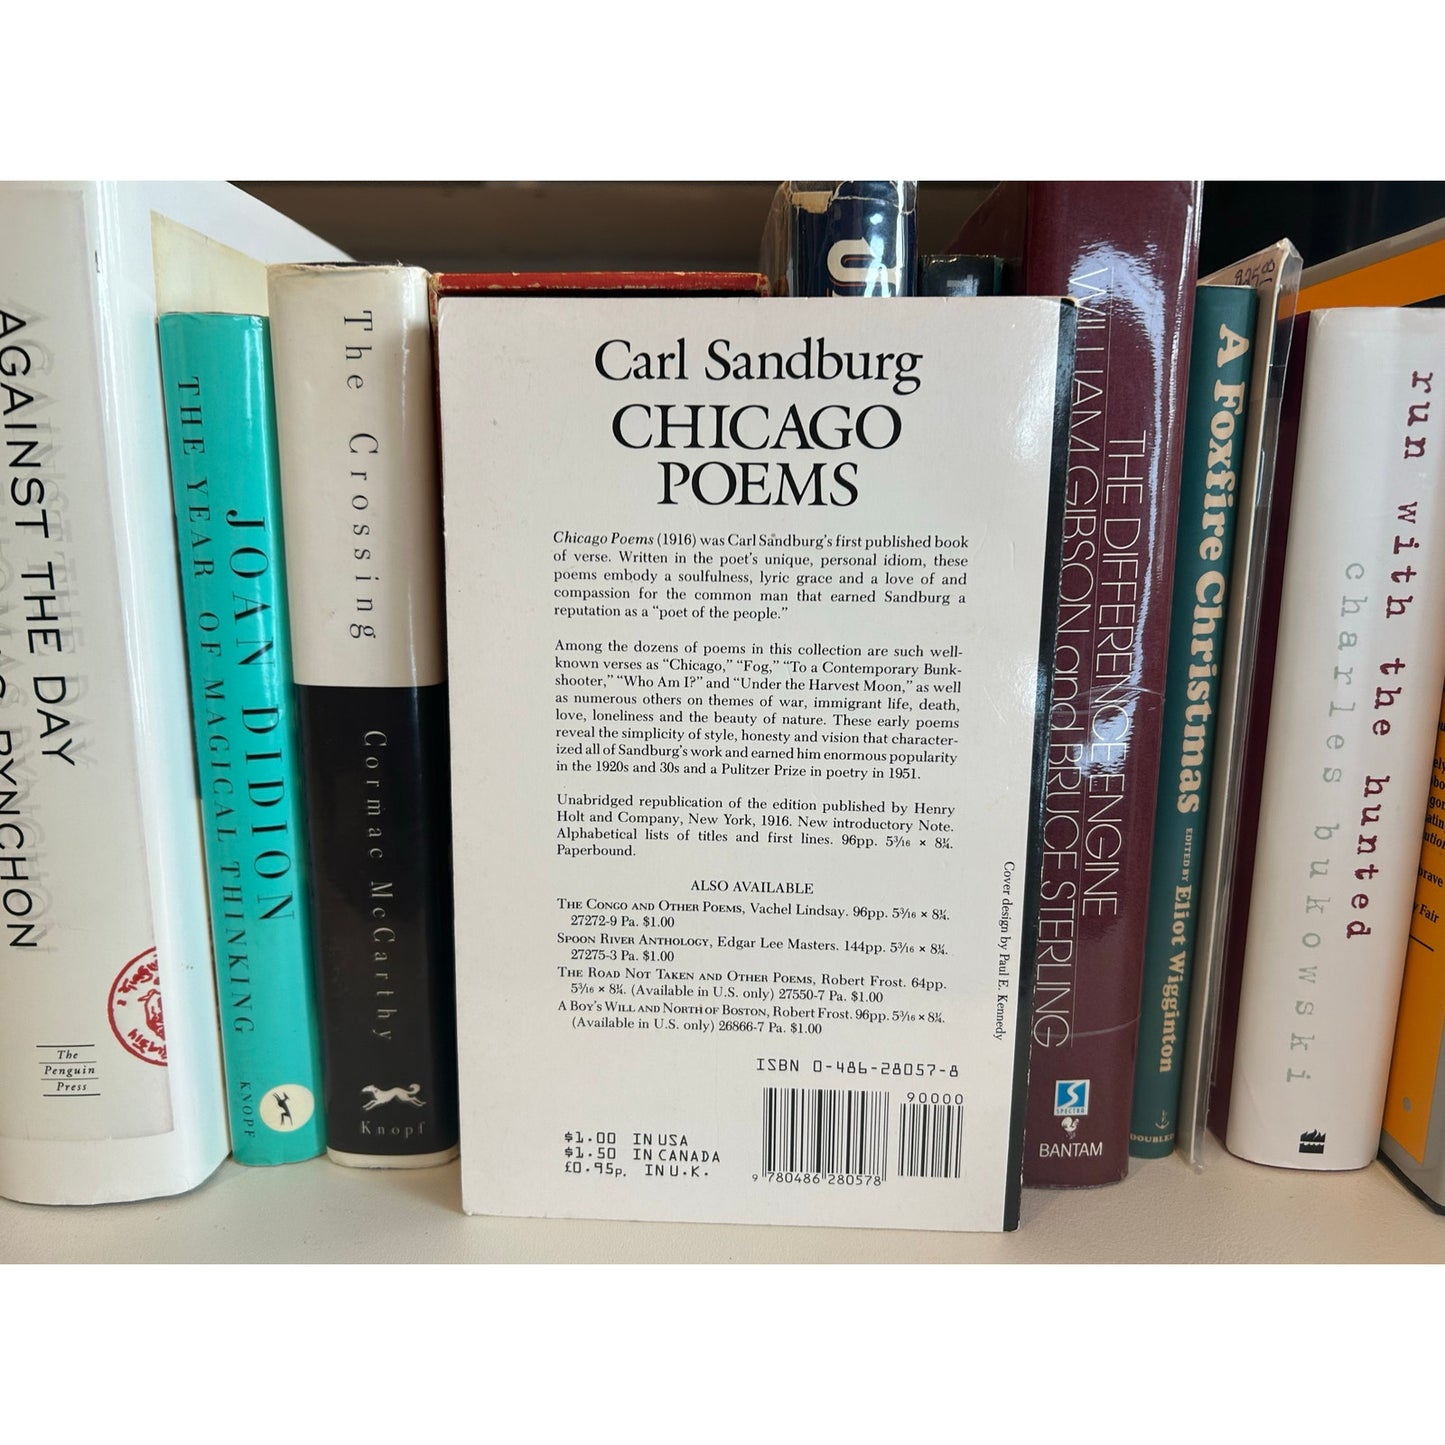 AGAINST THE DAY
THE YEAR OF MAGICAL THINKING
JOAN DIDION
KNOPF
The
Penguin
Press
The Crossing
Cormac McCarthy
Knopf
Carl Sandburg
CHICAGO
POEMS
Chicago Poems (1916) was Carl Sandburg's first published book
of verse. Written in the poet's unique, personal idiom, these
poems embody a soulfulness, lyric grace and a love of and
compassion for the common man that earned Sandburg a
reputation as a “poet of the people.”
Among the dozens of poems in this collection are such well-
known verses as “Chicago,” “Fog,” “To a Contemporary Bunk-
shooter,” “Who Am I?” and “Under the Harvest Moon,” as well
as numerous others on themes of war, immigrant life, death,
love, loneliness and the beauty of nature. These early poems
reveal the simplicity of style, honesty and vision that character-
ized all of Sandburg's work and earned him enormous popularity
in the 1920s and 30s and a Pulitzer Prize in poetry in 1951.
Unabridged republication of the edition published by Henry
Holt and Company, New York, 1916. New introductory Note.
Alphabetical lists of titles and first lines. 96pp. 5³⁄₁₆ × 8¼.
Paperbound.
ALSO AVAILABLE
THE CONGO AND OTHER POEMS, Vachel Lindsay. 96pp. 5³⁄₁₆ × 8¼.
27272-9 Pa. $1.00
SPOON RIVER ANTHOLOGY, Edgar Lee Masters. 144pp. 5³⁄₁₆ × 8¼.
27275-3 Pa. $1.00
THE ROAD NOT TAKEN AND OTHER POEMS, Robert Frost. 64pp.
5³⁄₁₆ × 8¼. (Available in U.S. only) 27550-7 Pa. $1.00
A BOY'S WILL AND NORTH OF BOSTON, Robert Frost. 96pp. 5³⁄₁₆ × 8¼.
(Available in U.S. only) 26866-7 Pa. $1.00
Cover design by Paul E. Kennedy
ISBN 0-486-28057-8
90000
$1.00 IN USA
$1.50 IN CANADA
£0.95p. IN U.K.
9 780486 280578
THE DIFFERENCE ENGINE
WILLIAM GIBSON and BRUCE STERLING
SPECTRA
BANTAM
A Foxfire Christmas
EDITED BY Eliot Wigginton
run with the hunted
charles bukowski